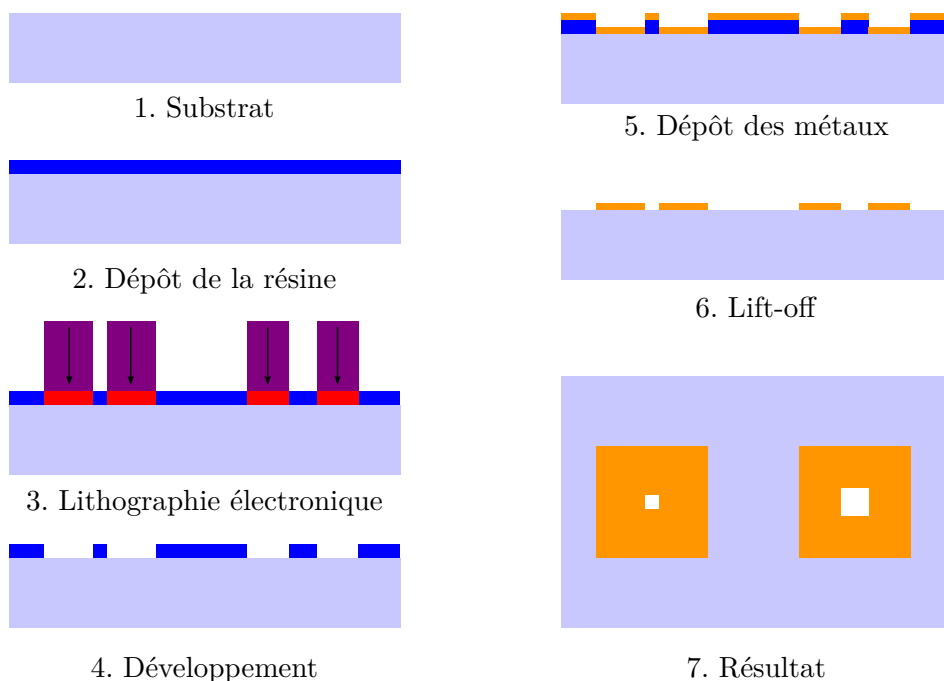 1. Substrat
2. Dépôt de la résine
3. Lithographie électronique
4. Développement
5. Dépôt des métaux
6. Lift-off
7. Résultat